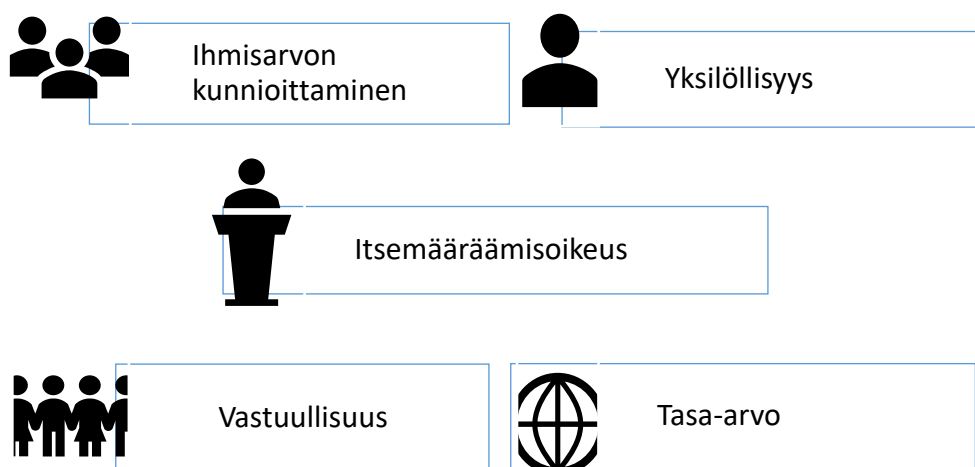 Ihmisarvon
kunnioittaminen
Yksilöllisyys
Itsemääräämisoikeus
Vastuullisuus
Tasa-arvo